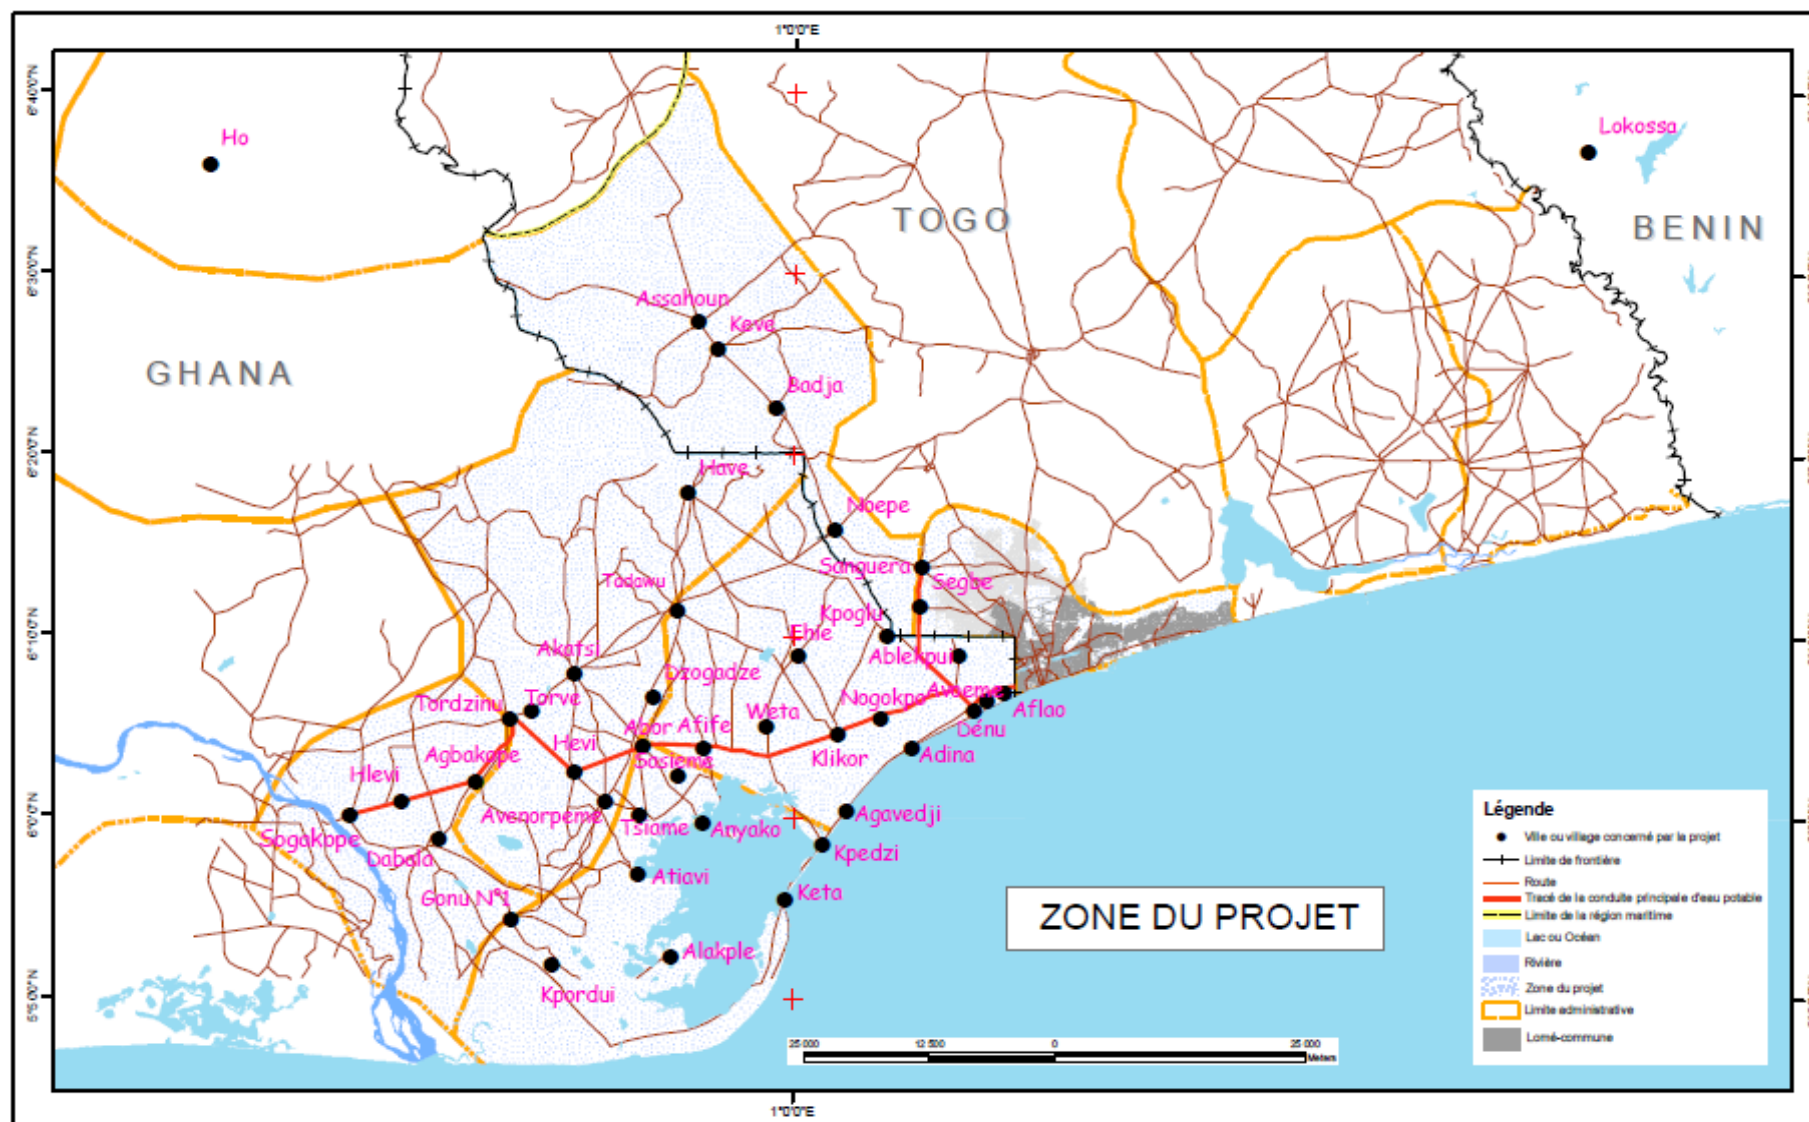 1°0'0"E
6°40'0"N
6°30'0"N
6°20'0"N
6°10'0"N
6°0'0"N
5°50'0"N
Ho
Lokossa
TOGO
BENIN
GHANA
Assahoun
Keve
Badja
Have
Noepe
Sanguera
Segbe
Tadawu
Kpoglu
Ehie
Akatsi
Ablekpui
Dzogadze
Torve
Tordzinu
Nogokpo
Avoeme
Aflao
Weta
Abor
Afife
Dénu
Hevi
Klikor
Adina
Agbakope
Sasieme
Hlevi
Avenorpeme
Tsiame
Anyako
Agavedji
Sogakope
Dabala
Kpedzi
Atiavi
Gonu N°1
Keta
Alakple
Kpordui
ZONE DU PROJET
Légende
Ville ou village concerné par la projet
Limite de frontière
Route
Tracé de la conduite principale d'eau potable
Limite de la région maritime
Lac ou Océan
Rivière
Zone du projet
Limite administrative
Lomé-commune
25 000 12 500 0 25 000
Meters
1°0'0"E